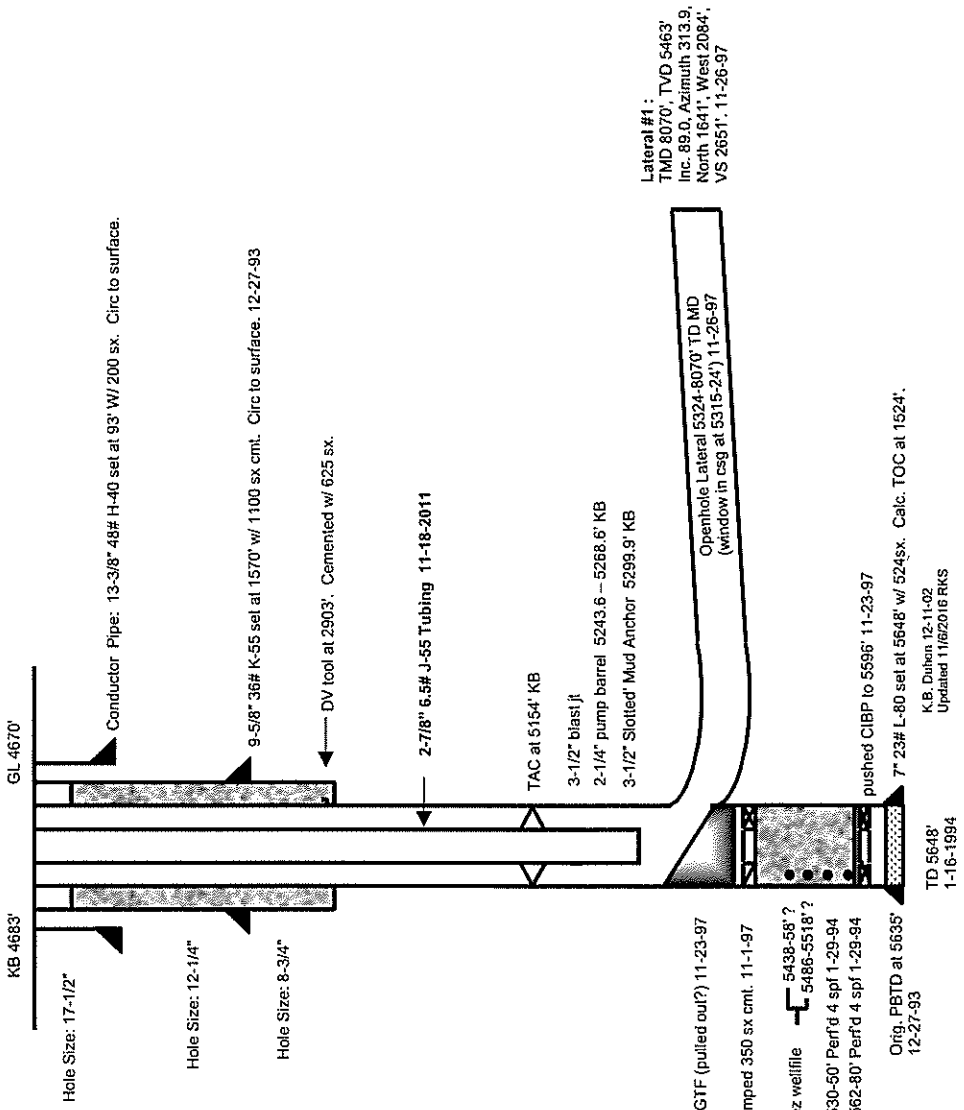 KB 4683'
GL 4670'
Hole Size: 17-1/2"
Conductor Pipe: 13-3/8" 48# H-40 set at 93' W/ 200 sx. Circ to surface.
Hole Size: 12-1/4"
9-5/8" 36# K-55 set at 1570' w/ 1100 sx cmt. Circ to surface. 12-27-93
Hole Size: 8-3/4"
DV tool at 2903'. Cemented w/ 625 sx.
2-7/8" 6.5# J-55 Tubing 11-18-2011
TAC at 5154' KB
3-1/2" blast jt
2-1/4" pump barrel 5243.6 – 5268.6' KB
3-1/2" Slotted' Mud Anchor 5299.9' KB
Lateral #1 :
TMD 8070', TVD 5463'
Inc. 89.0, Azimuth 313.9,
North 1641', West 2084',
VS 2651'. 11-26-97
Openhole Lateral 5324-8070' TD MD
(window in csg at 5315-24') 11-26-97
GTF (pulled out?) 11-23-97
mped 350 sx cmt. 11-1-97
z wellfile
5438-58' ?
5486-5518' ?
530-50' Perf'd 4 spf 1-29-94
562-80' Perf'd 4 spf 1-29-94
pushed CIBP to 5596' 11-23-97
Orig. PBTD at 5635'
12-27-93
7" 23# L-80 set at 5648' w/ 524sx. Calc. TOC at 1524'.
TD 5648'
1-16-1994
K.B. Duhon 12-11-02
Updated 11/6/2016 RKS